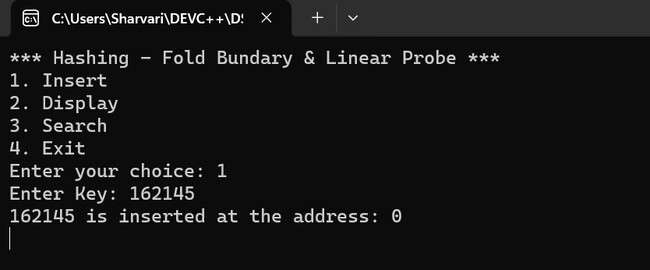 C:\Users\Sharvari\DEVC++\D:
*** Hashing - Fold Bundary & Linear Probe ***
1. Insert
2. Display
3. Search
4. Exit
Enter your choice: 1
Enter Key: 162145
162145 is inserted at the address: 0